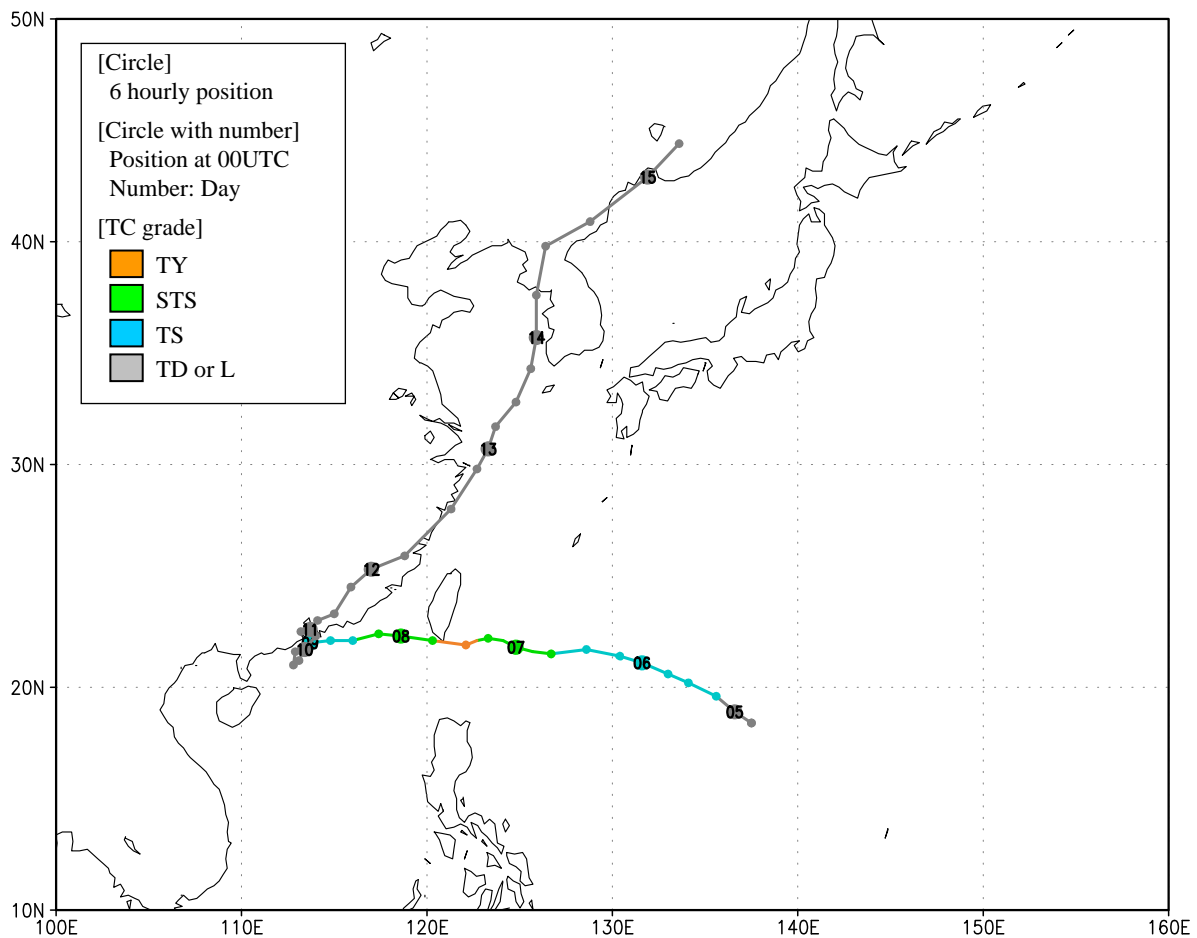 50N
[Circle]
6 hourly position
[Circle with number]
Position at 00UTC
Number: Day
[TC grade]
TY
STS
TS
TD or L
40N
30N
20N
10N
15
14
13
12
11
09
10
08
07
06
05
100E 110E 120E 130E 140E 150E 160E